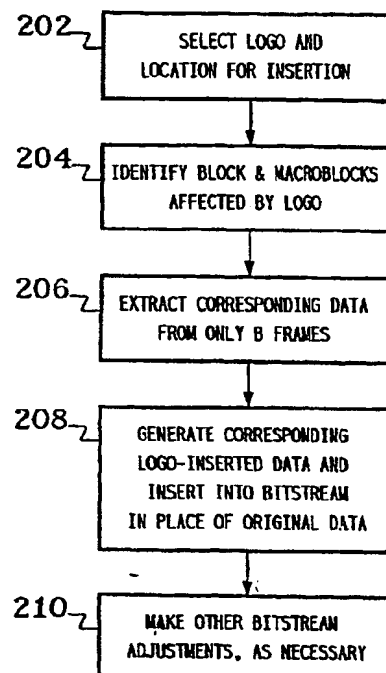 202
SELECT LOGO AND
LOCATION FOR INSERTION
204
IDENTIFY BLOCK & MACROBLOCKS
AFFECTED BY LOGO
206
EXTRACT CORRESPONDING DATA
FROM ONLY B FRAMES
208
GENERATE CORRESPONDING
LOGO-INSERTED DATA AND
INSERT INTO BITSTREAM
IN PLACE OF ORIGINAL DATA
210
MAKE OTHER BITSTREAM
ADJUSTMENTS, AS NECESSARY